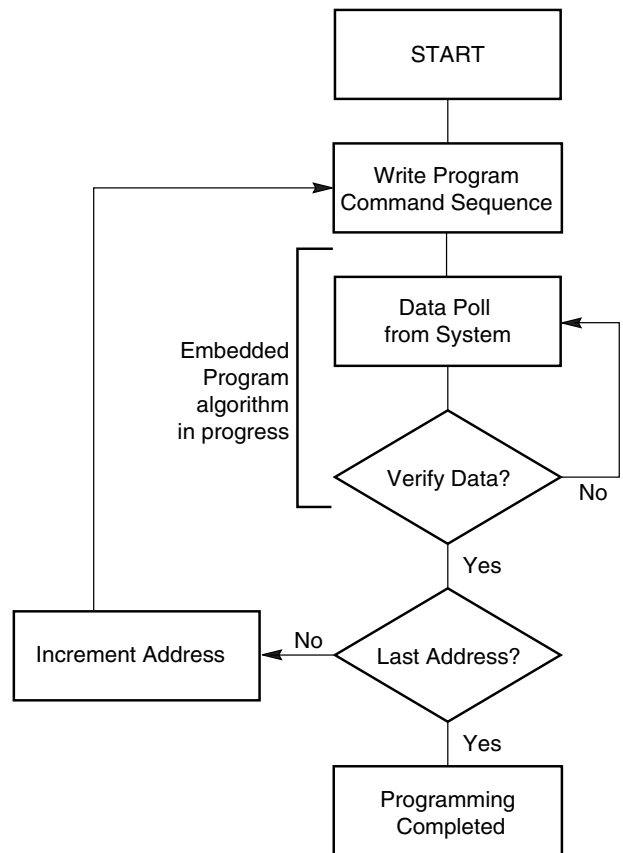 START
Write Program
Command Sequence
Data Poll
from System
Embedded
Program
algorithm
in progress
Verify Data?
No
Yes
Increment Address
No
Last Address?
Yes
Programming
Completed